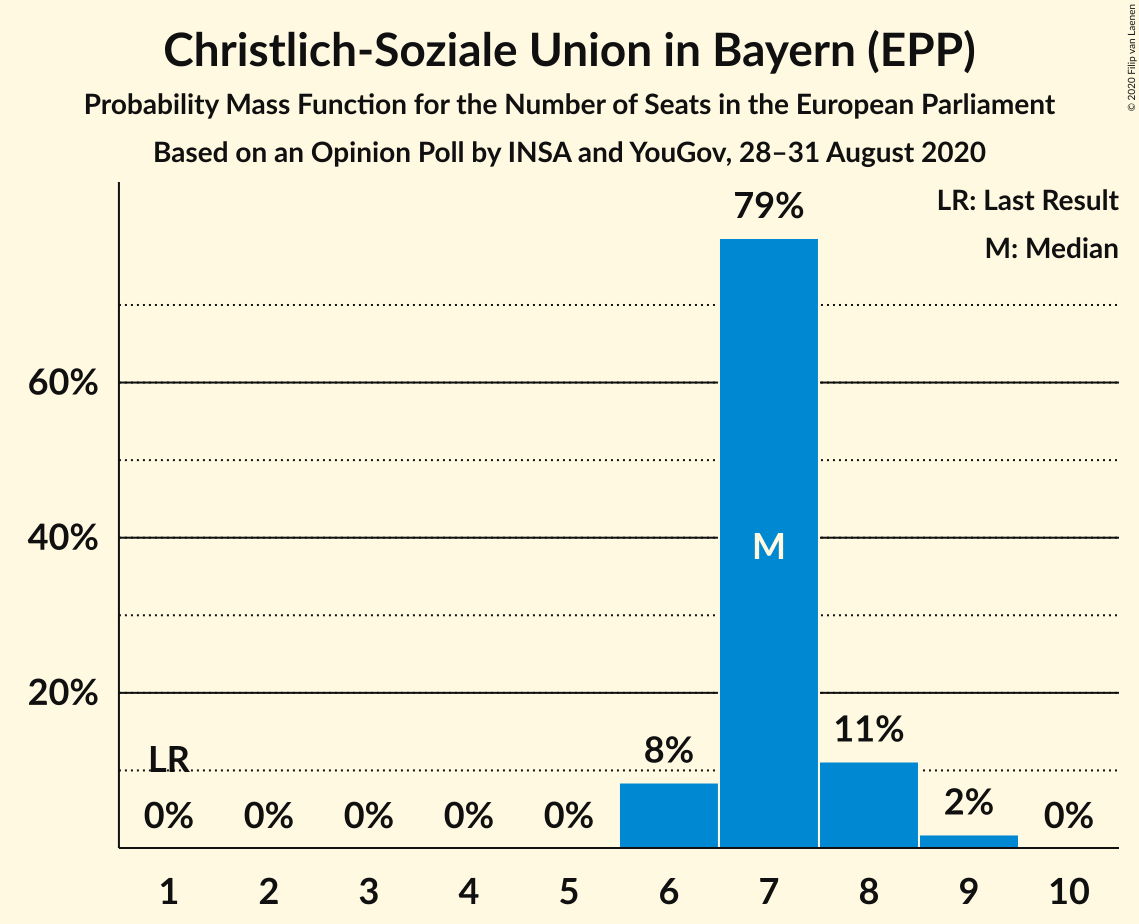 Christlich-Soziale Union in Bayern (EPP)
Probability Mass Function for the Number of Seats in the European Parliament
Based on an Opinion Poll by INSA and YouGov, 28–31 August 2020
© 2020 Filip van Laenen
LR: Last Result
M: Median
79%
60%
40%
M
20%
LR
0%
0%
0%
0%
0%
8%
11%
2%
0%
1 2 3 4 5 6 7 8 9 10